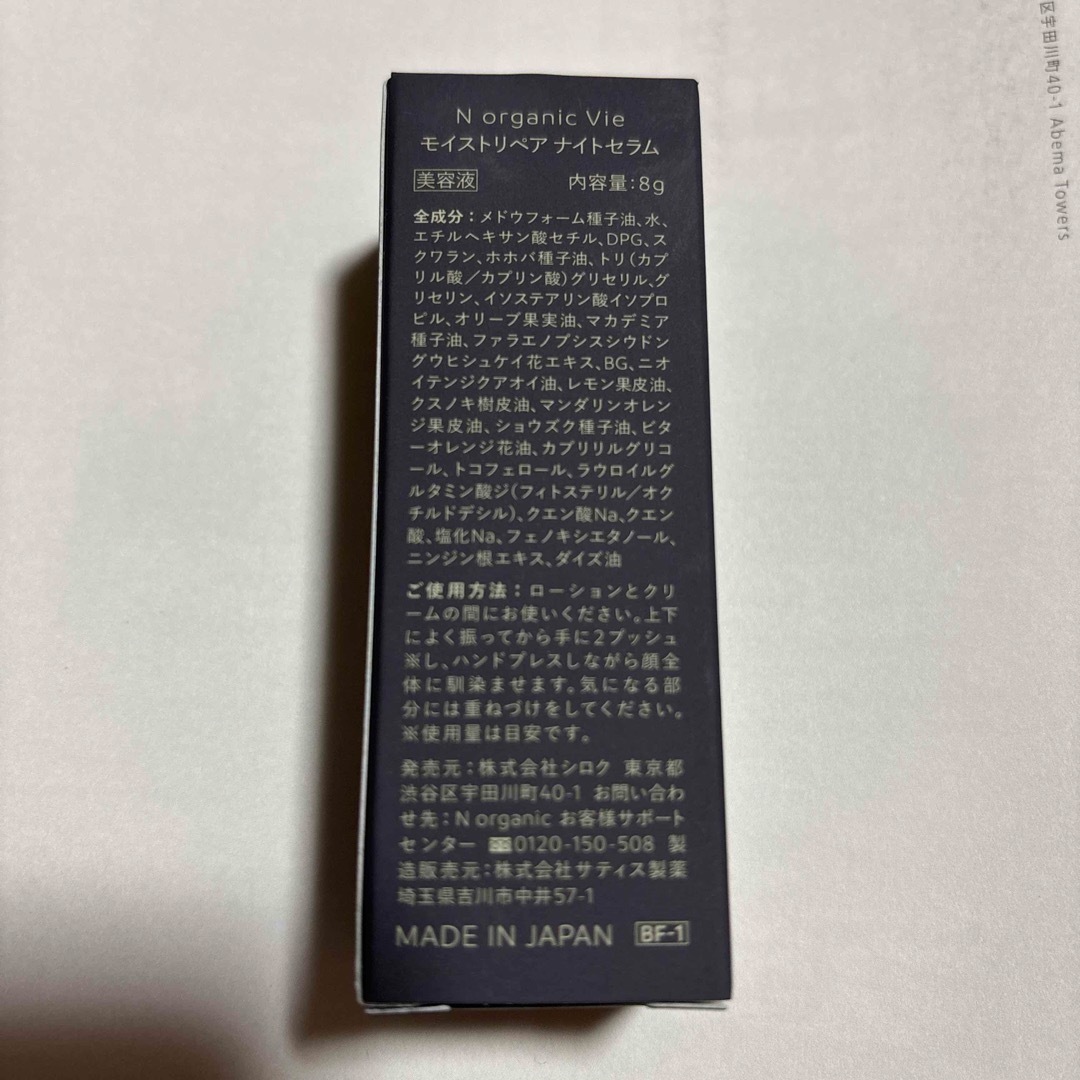 N organic Vie
モイストリペア ナイトセラム
美容液 内容量:8g
全成分:メドウフォーム種子油、水、
エチルヘキサン酸セチル、DPG、ス
クワラン、ホホバ種子油、トリ(カプ
リル酸/カプリン酸)グリセリル、グ
リセリン、イソステアリン酸イソプロ
ピル、オリーブ果実油、マカデミア
種子油、ファラエノプシスシウドン
グウヒシュケイ花エキス、BG、ニオ
イテンジクアオイ油、レモン果皮油、
クスノキ樹皮油、マンダリンオレン
ジ果皮油、ショウズク種子油、ビタ
ーオレンジ花油、カプリリルグリコ
ール、トコフェロール、ラウロイルグ
ルタミン酸ジ(フィトステリル/オク
チルドデシル)、クエン酸Na、クエン
酸、塩化Na、フェノキシエタノール、
ニンジン根エキス、ダイズ油
ご使用方法:ローションとクリ
ームの間にお使いください。上下
によく振ってから手に2プッシュ
※し、ハンドプレスしながら顔全
体に馴染ませます。気になる部
分には重ねづけをしてください。
※使用量は目安です。
発売元:株式会社シロク 東京都
渋谷区宇田川町40-1 お問い合わ
せ先:N organic お客様サポート
センター 0120-150-508 製
造販売元:株式会社サティス製薬
埼玉県吉川市中井57-1
MADE IN JAPAN BF-1
区宇田川町40-1 Abema Towers